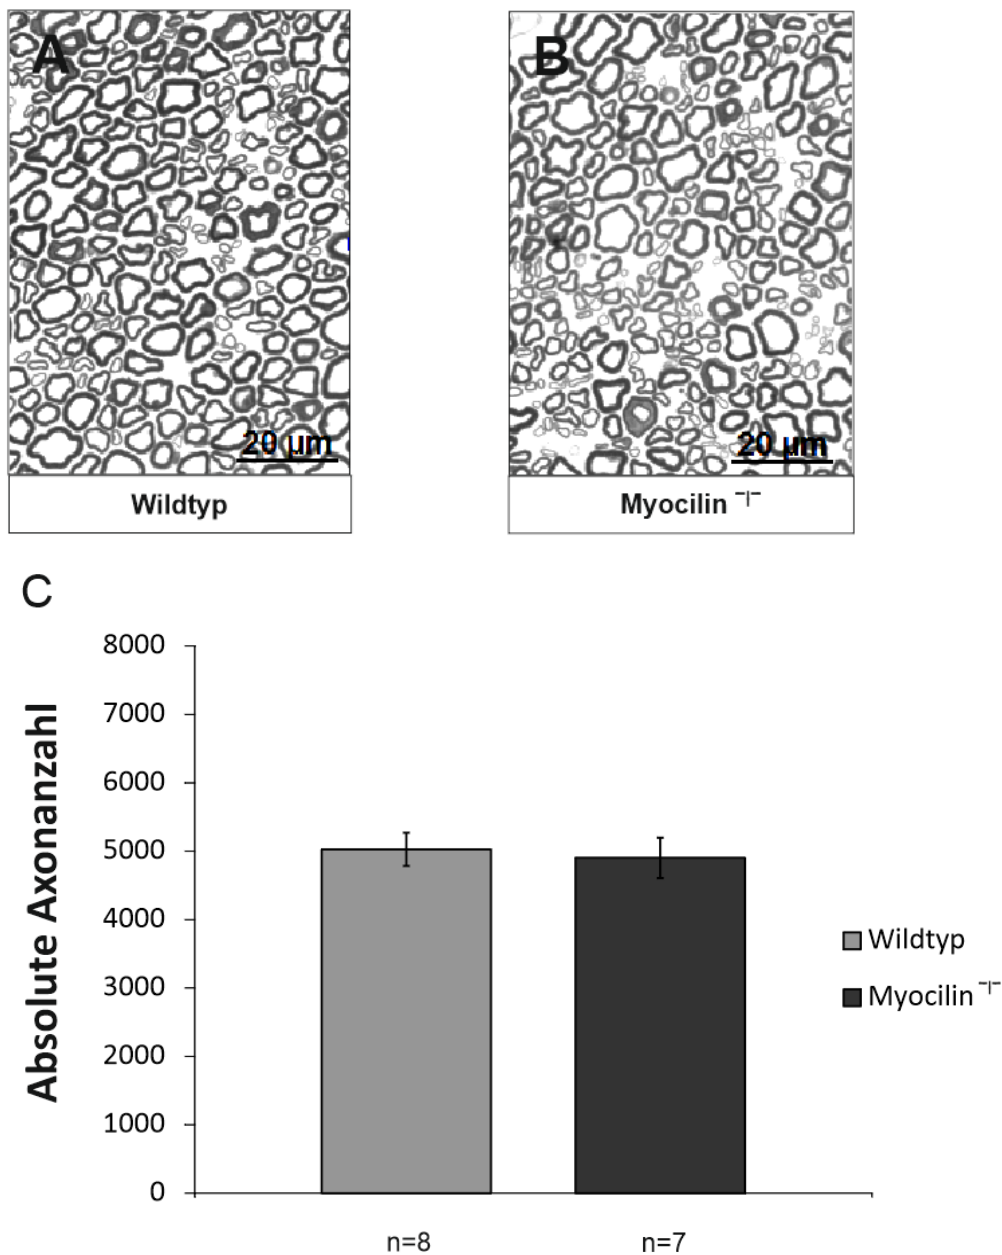 A
B
20 µm
20 µm
Wildtyp
Myocilin ⁻/⁻
C
8000
7000
6000
5000
4000
3000
2000
1000
0
Absolute Axonanzahl
Wildtyp
Myocilin ⁻/⁻
n=8
n=7